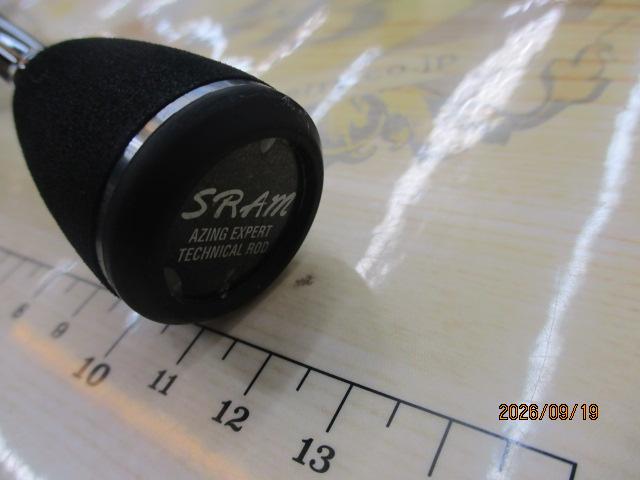 SRAM
AZING EXPERT
TECHNICAL ROD
8
9
10
11
12
13
2026/09/19